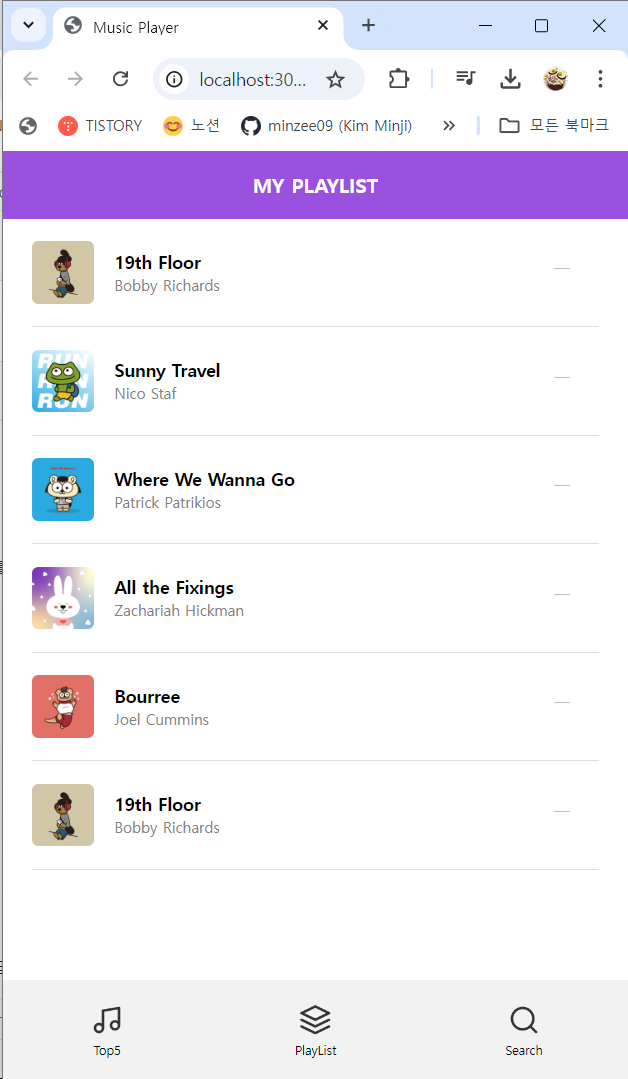 Music Player
localhost:30...
TISTORY
노션
minzee09 (Kim Minji)
모든 북마크
MY PLAYLIST
19th Floor
Bobby Richards
RUN
RUN
RUN
Sunny Travel
Nico Staf
Where We Wanna Go
Patrick Patrikios
All the Fixings
Zachariah Hickman
Bourree
Joel Cummins
19th Floor
Bobby Richards
Top5
PlayList
Search